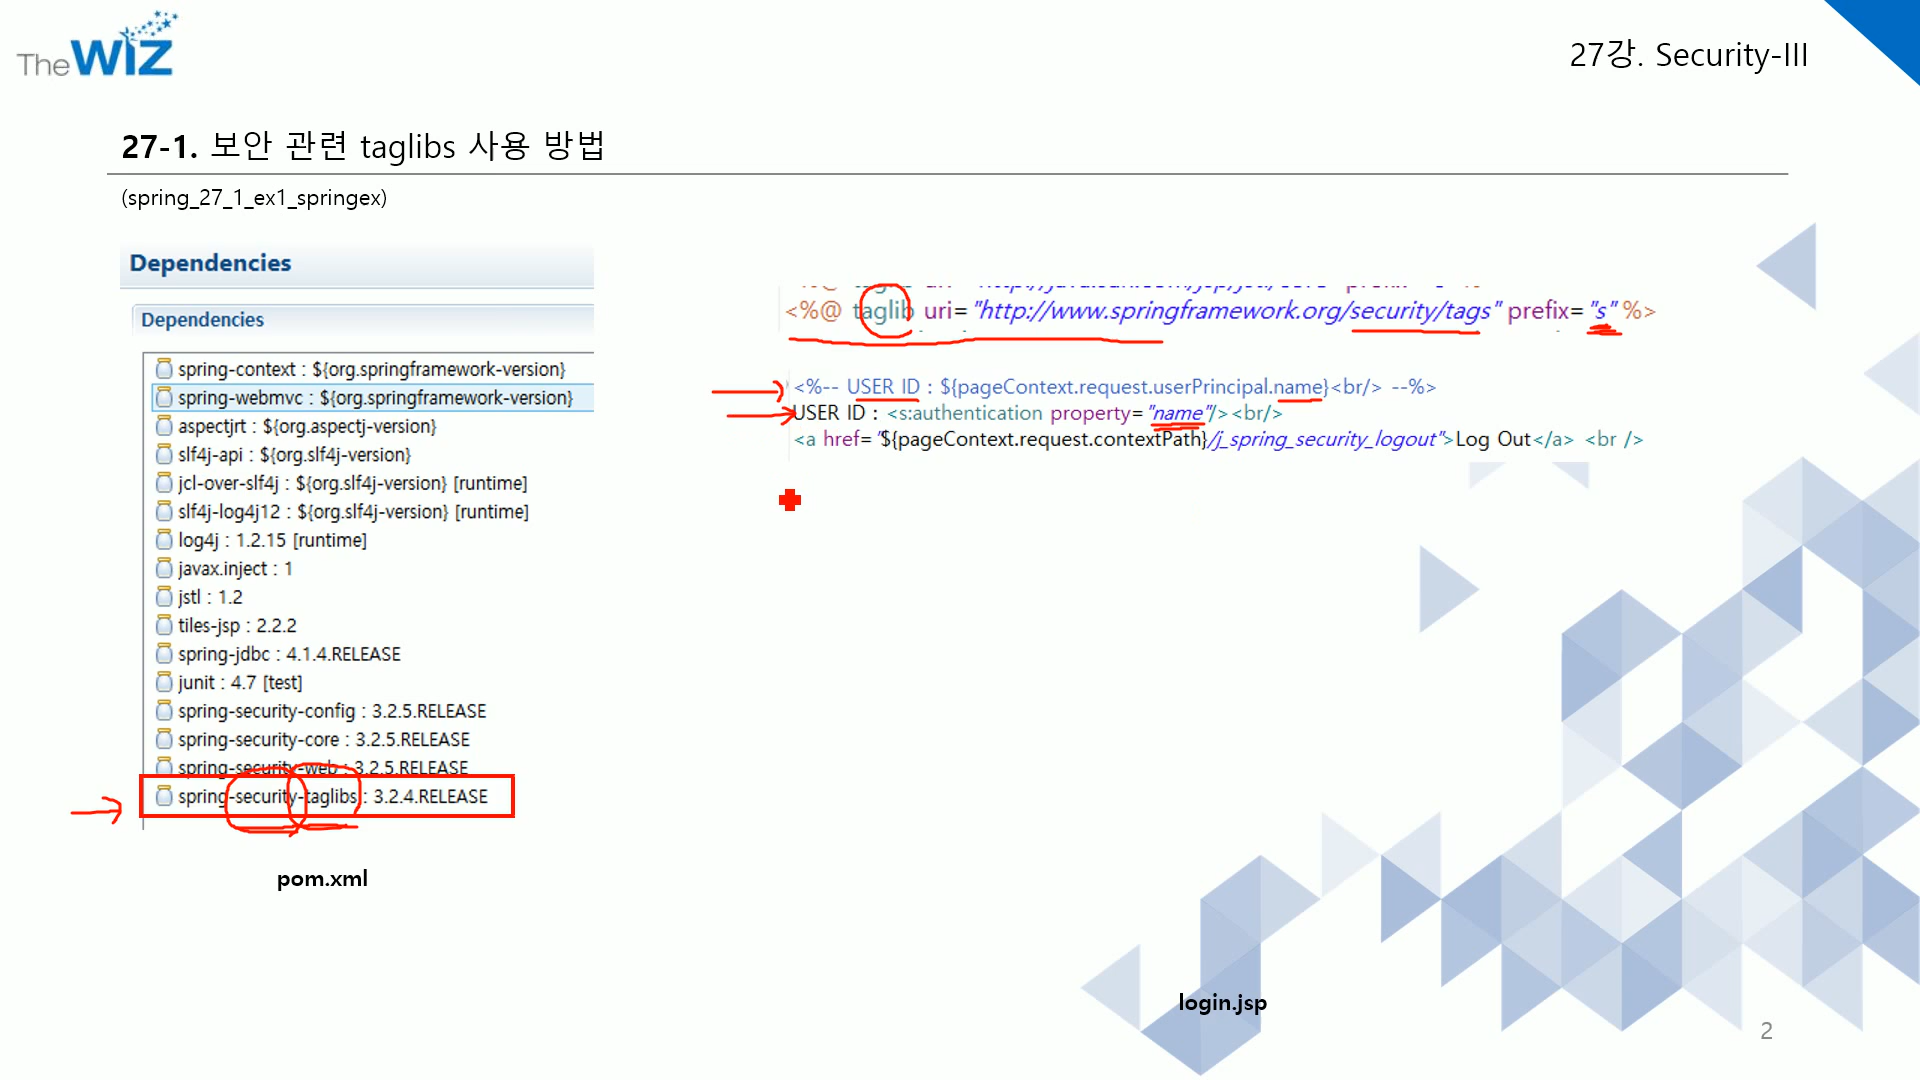 The WIZ
27강. Security-III
27-1. 보안 관련 taglibs 사용 방법
(spring_27_1_ex1_springex)
Dependencies
Dependencies
spring-context : ${org.springframework-version}
spring-webmvc : ${org.springframework-version}
aspectjrt : ${org.aspectj-version}
slf4j-api : ${org.slf4j-version}
jcl-over-slf4j : ${org.slf4j-version} [runtime]
slf4j-log4j12 : ${org.slf4j-version} [runtime]
log4j : 1.2.15 [runtime]
javax.inject : 1
jstl : 1.2
tiles-jsp : 2.2.2
spring-jdbc : 4.1.4.RELEASE
junit : 4.7 [test]
spring-security-config : 3.2.5.RELEASE
spring-security-core : 3.2.5.RELEASE
spring-security-web : 3.2.5.RELEASE
spring-security-taglibs : 3.2.4.RELEASE
pom.xml
<%@ taglib uri="http://www.springframework.org/security/tags" prefix="s"%>
<%-- USER ID : ${pageContext.request.userPrincipal.name}<br/> --%>
USER ID : <s:authentication property="name"/><br/>
<a href="${pageContext.request.contextPath}/j_spring_security_logout">Log Out</a> <br />
login.jsp
2